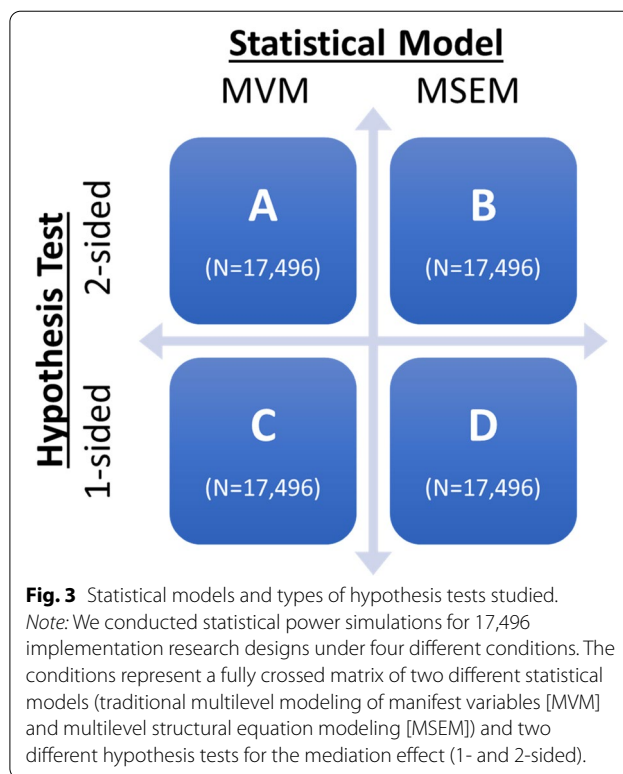 Statistical Model
MVM MSEM
Hypothesis Test
2-sided
A
(N=17,496)
B
(N=17,496)
1-sided
C
(N=17,496)
D
(N=17,496)
Fig. 3 Statistical models and types of hypothesis tests studied.
Note: We conducted statistical power simulations for 17,496
implementation research designs under four different conditions. The
conditions represent a fully crossed matrix of two different statistical
models (traditional multilevel modeling of manifest variables [MVM]
and multilevel structural equation modeling [MSEM]) and two
different hypothesis tests for the mediation effect (1- and 2-sided).